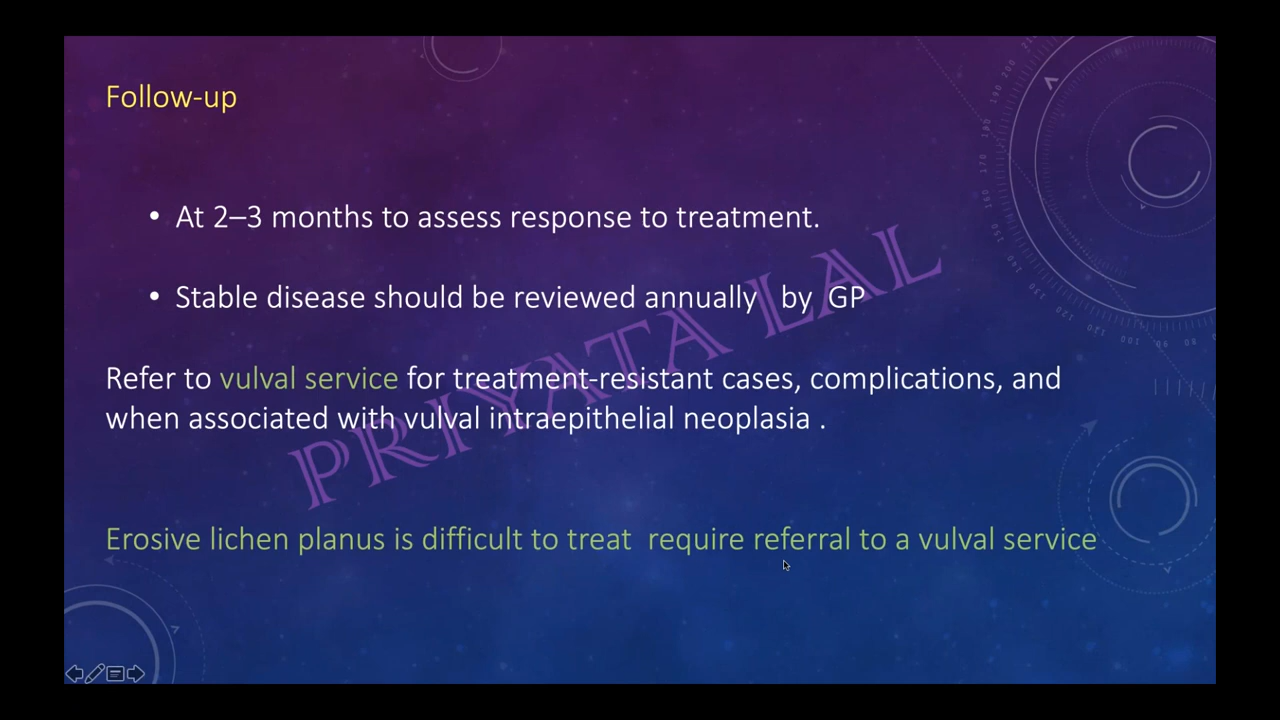 Follow-up
• At 2–3 months to assess response to treatment.
• Stable disease should be reviewed annually by GP
Refer to vulval service for treatment-resistant cases, complications, and
when associated with vulval intraepithelial neoplasia .
Erosive lichen planus is difficult to treat require referral to a vulval service
PRIYATA LAL